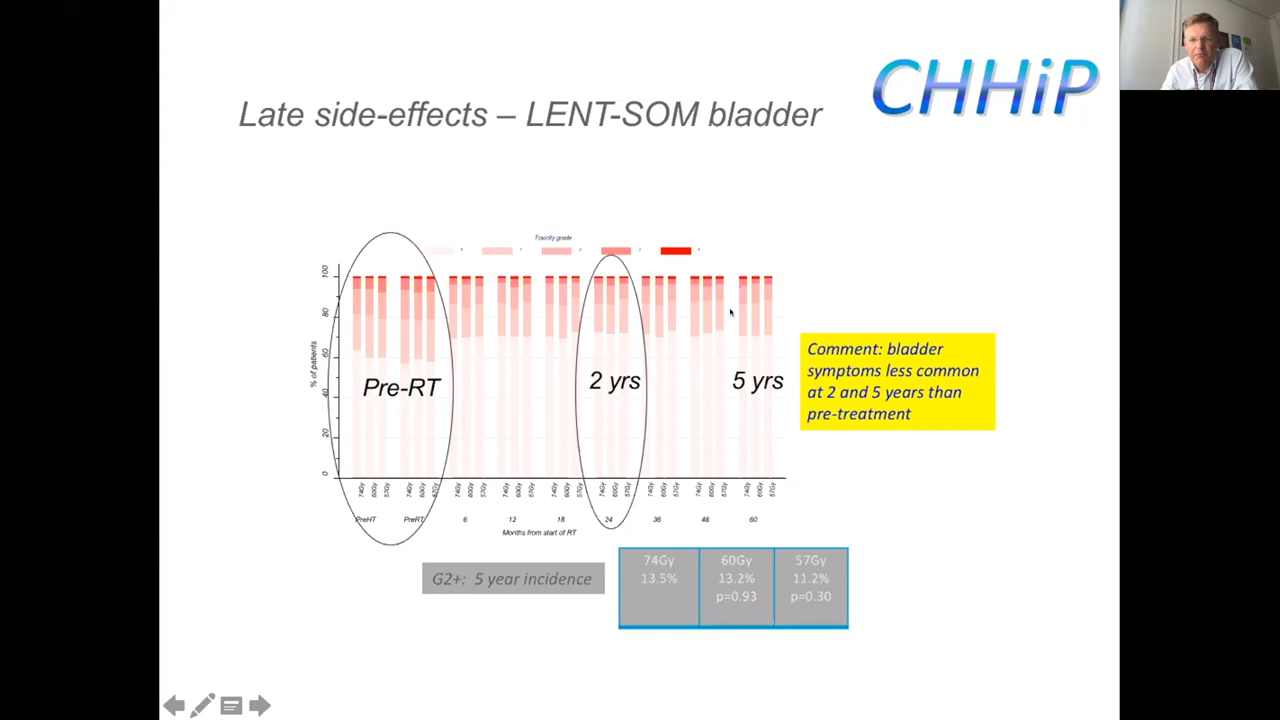 CHHiP
Late side-effects – LENT-SOM bladder
Toxicity grade
% of patients
100
80
60
40
20
0
Pre-RT
2 yrs
5 yrs
Comment: bladder
symptoms less common
at 2 and 5 years than
pre-treatment
74Gy 60Gy 57Gy 74Gy 60Gy 57Gy 74Gy 60Gy 57Gy 74Gy 60Gy 57Gy 74Gy 60Gy 57Gy 74Gy 60Gy 57Gy 74Gy 60Gy 57Gy 74Gy 60Gy 57Gy 74Gy 60Gy 57Gy
PreHT PreRT 6 12 18 24 36 48 60
Months from start of RT
G2+: 5 year incidence
74Gy 60Gy 57Gy
13.5% 13.2% 11.2%
p=0.93 p=0.30